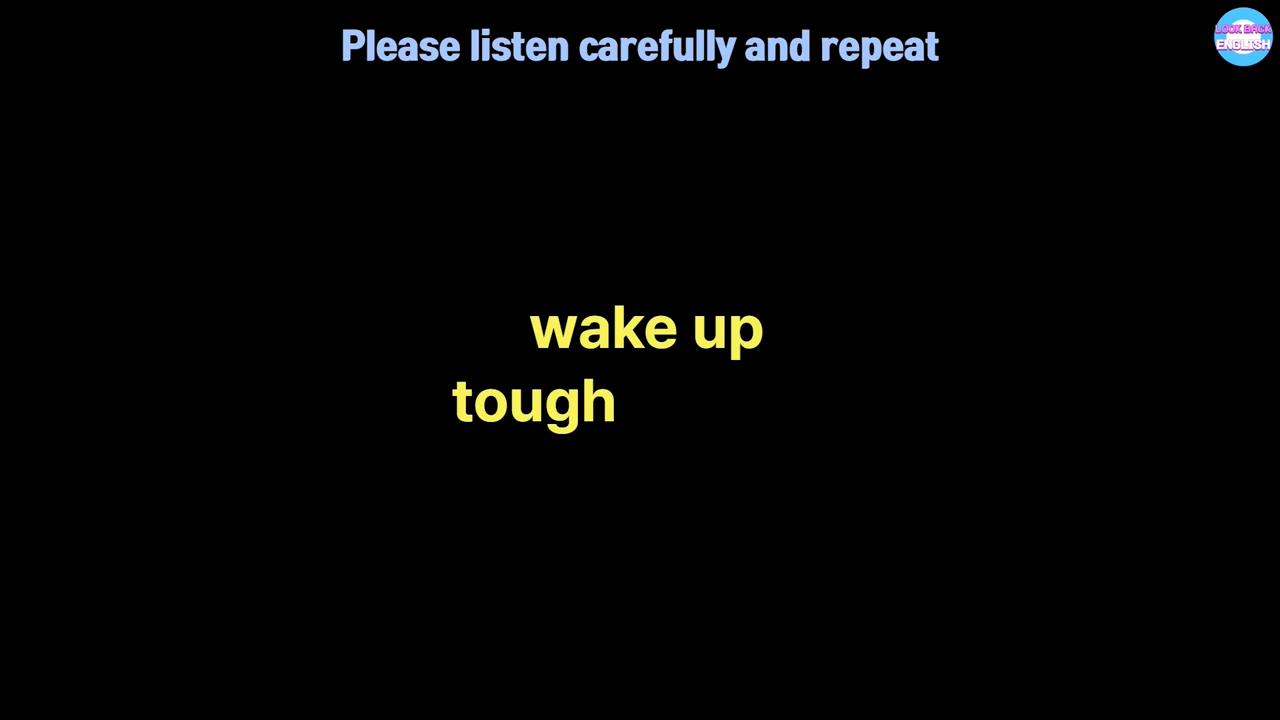 Please listen carefully and repeat
LOOK BACK
ENGLISH
wake up
tough